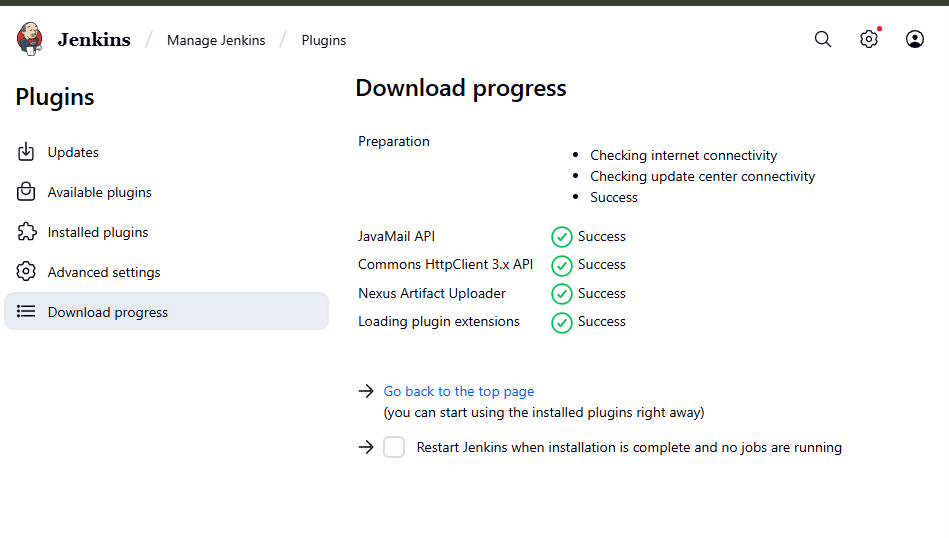 Jenkins / Manage Jenkins / Plugins
Plugins
Updates
Available plugins
Installed plugins
Advanced settings
Download progress
Download progress
Preparation
• Checking internet connectivity
• Checking update center connectivity
• Success
JavaMail API Success
Commons HttpClient 3.x API Success
Nexus Artifact Uploader Success
Loading plugin extensions Success
→ Go back to the top page
(you can start using the installed plugins right away)
→ Restart Jenkins when installation is complete and no jobs are running